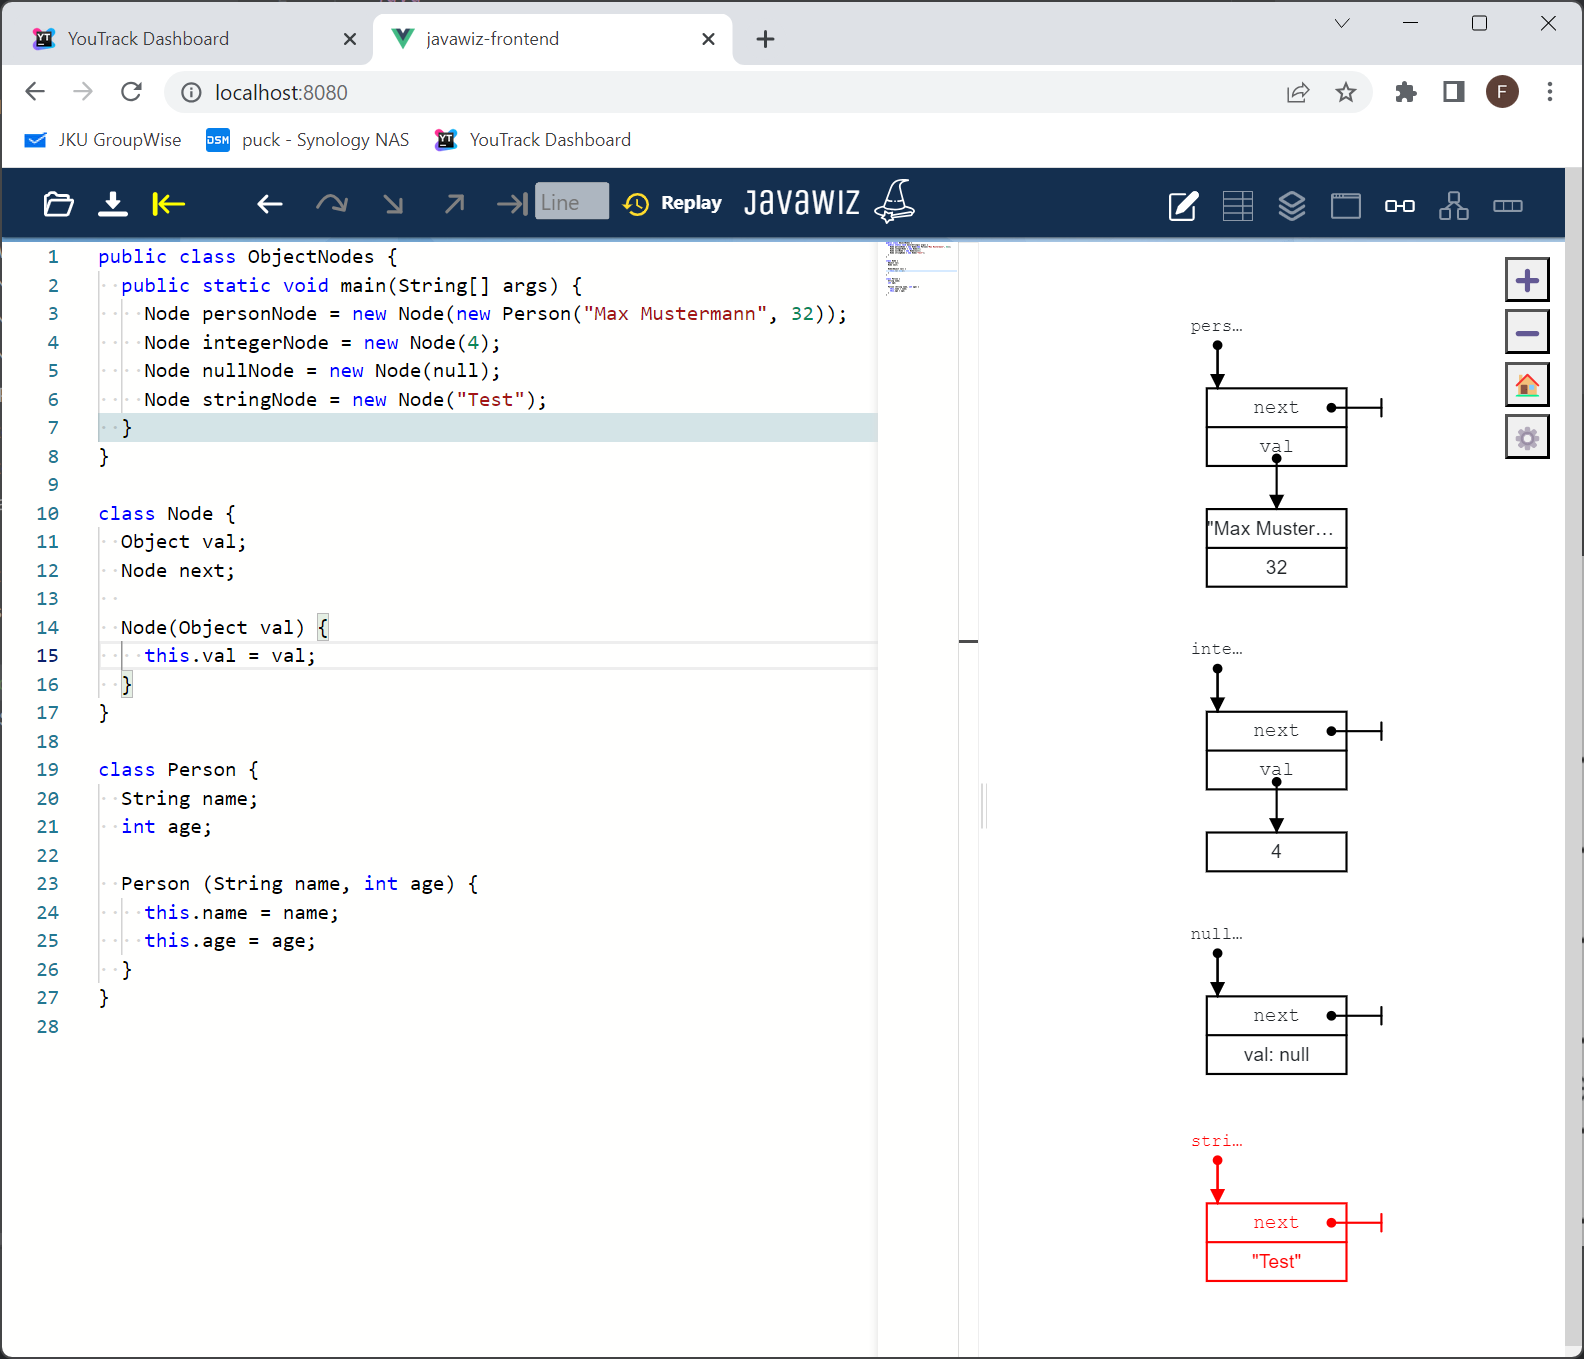 YouTrack Dashboard
javawiz-frontend
localhost:8080
F
JKU GroupWise
DSM
puck - Synology NAS
YouTrack Dashboard
Line
Replay
JavaWIZ
1 public class ObjectNodes {
2 public static void main(String[] args) {
3 Node personNode = new Node(new Person("Max Mustermann", 32));
4 Node integerNode = new Node(4);
5 Node nullNode = new Node(null);
6 Node stringNode = new Node("Test");
7 }
8 }
9
10 class Node {
11 Object val;
12 Node next;
13
14 Node(Object val) {
15 this.val = val;
16 }
17 }
18
19 class Person {
20 String name;
21 int age;
22
23 Person (String name, int age) {
24 this.name = name;
25 this.age = age;
26 }
27 }
28
pers…
next
val
"Max Muster…
32
inte…
next
val
4
null…
next
val: null
stri…
next
"Test"